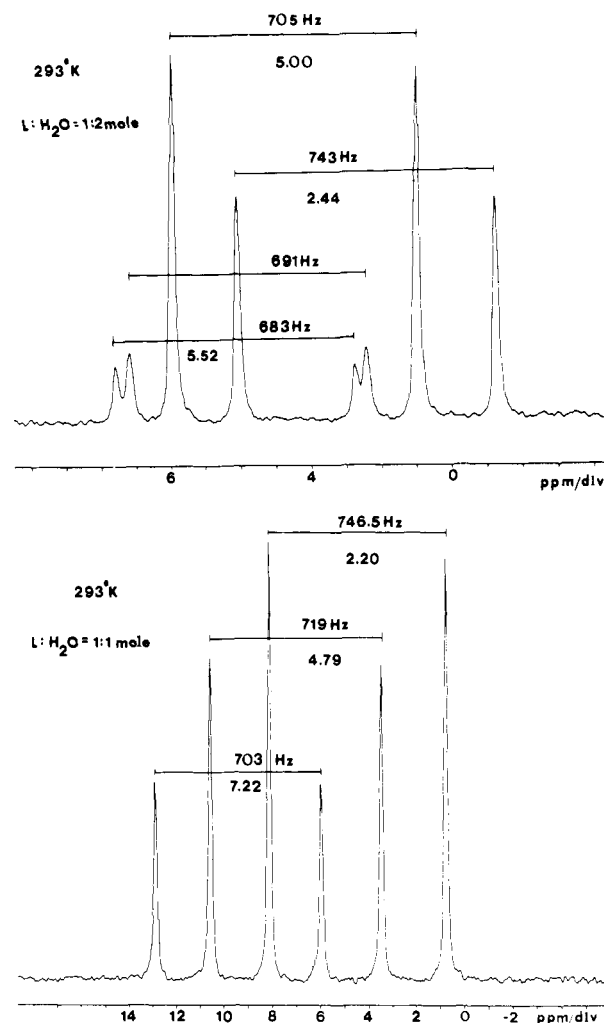 705 Hz
5.00
293°K
L: H2O = 1:2 mole
743 Hz
2.44
691 Hz
683 Hz
5.52
6 4 0 ppm/div
746.5 Hz
2.20
293°K
L: H2O = 1:1 mole
719 Hz
4.79
703 Hz
7.22
14 12 10 8 6 4 2 0 -2 ppm/div